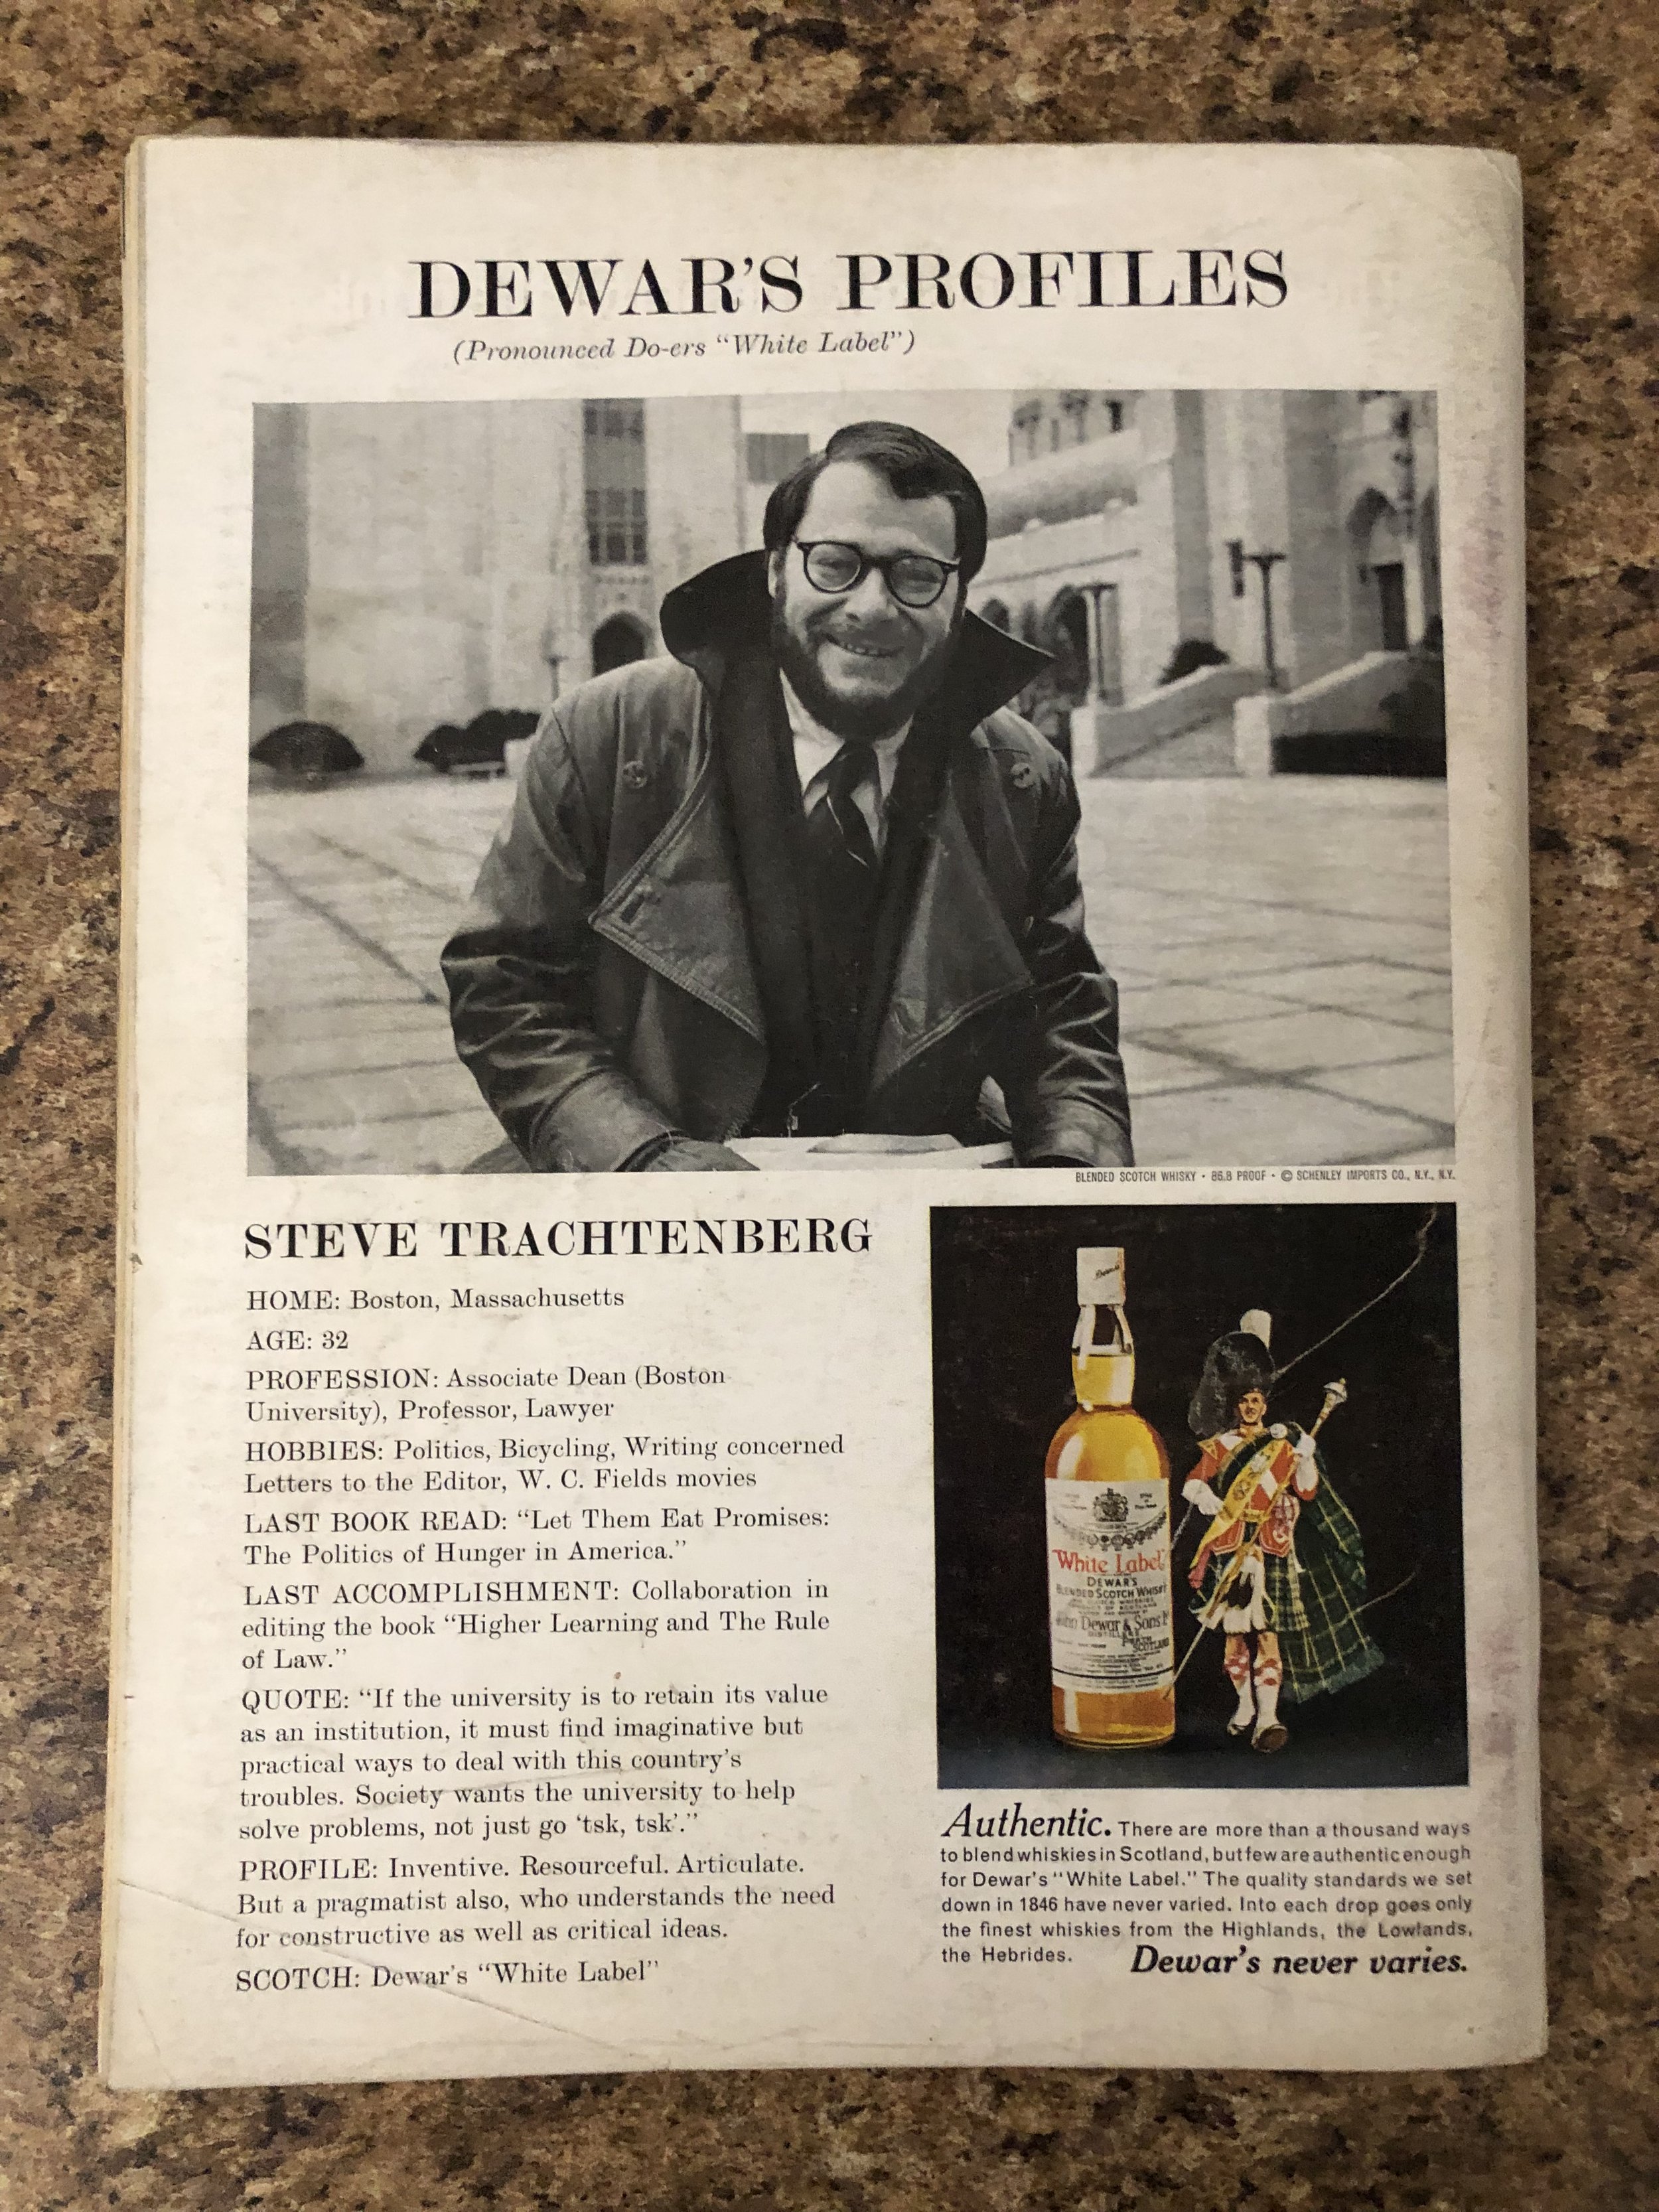 DEWAR'S PROFILES
(Pronounced Do-ers “White Label”)
BLENDED SCOTCH WHISKY • 86.8 PROOF • © SCHENLEY IMPORTS CO., N.Y., N.Y.
STEVE TRACHTENBERG
HOME: Boston, Massachusetts
AGE: 32
PROFESSION: Associate Dean (Boston
University), Professor, Lawyer
HOBBIES: Politics, Bicycling, Writing concerned
Letters to the Editor, W. C. Fields movies
LAST BOOK READ: “Let Them Eat Promises:
The Politics of Hunger in America.”
LAST ACCOMPLISHMENT: Collaboration in
editing the book “Higher Learning and The Rule
of Law.”
QUOTE: “If the university is to retain its value
as an institution, it must find imaginative but
practical ways to deal with this country's
troubles. Society wants the university to help
solve problems, not just go ‘tsk, tsk’.”
PROFILE: Inventive. Resourceful. Articulate.
But a pragmatist also, who understands the need
for constructive as well as critical ideas.
SCOTCH: Dewar's “White Label”
White Label
DEWAR'S
BLENDED SCOTCH WHISKY
John Dewar & Sons Ld
DISTILLERS
PERTH
SCOTLAND
Authentic. There are more than a thousand ways
to blend whiskies in Scotland, but few are authentic enough
for Dewar's “White Label.” The quality standards we set
down in 1846 have never varied. Into each drop goes only
the finest whiskies from the Highlands, the Lowlands,
the Hebrides. Dewar's never varies.